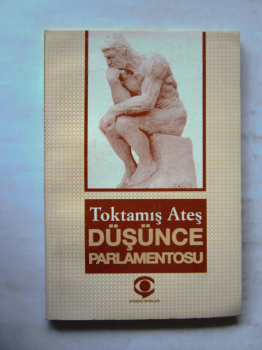 Toktamış Ateş
DÜŞÜNCE
PARLAMENTOSU